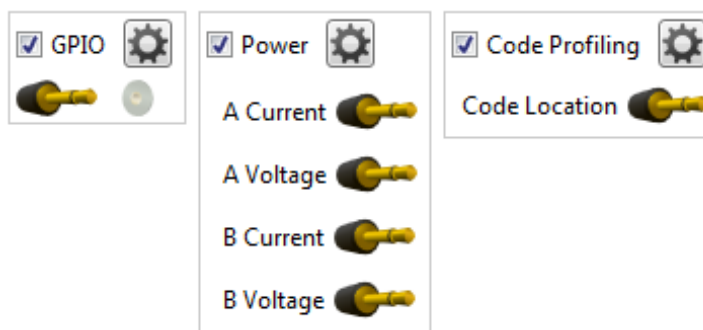 GPIO
Power
A Current
A Voltage
B Current
B Voltage
Code Profiling
Code Location